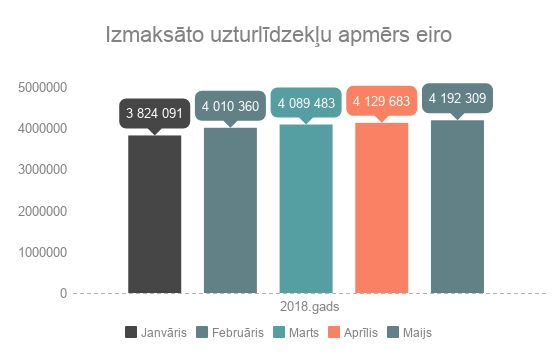 Izmaksāto uzturlīdzekļu apmērs eiro
5000000
4000000
3000000
2000000
1000000
0
3 824 091
4 010 360
4 089 483
4 129 683
4 192 309
2018.gads
Janvāris Februāris Marts Aprīlis Maijs